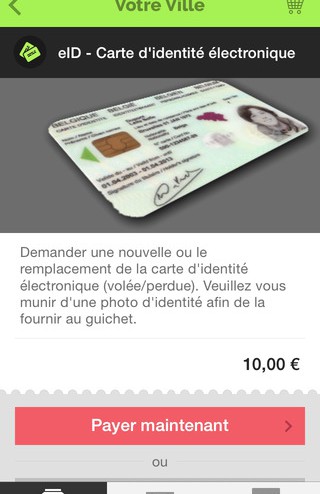 Votre Ville
eID - Carte d'identité électronique
BELGIQUE BELGIË BELGIEN
Demander une nouvelle ou le
remplacement de la carte d'identité
électronique (volée/perdue). Veuillez vous
munir d'une photo d'identité afin de la
fournir au guichet.
10,00 €
Payer maintenant
ou